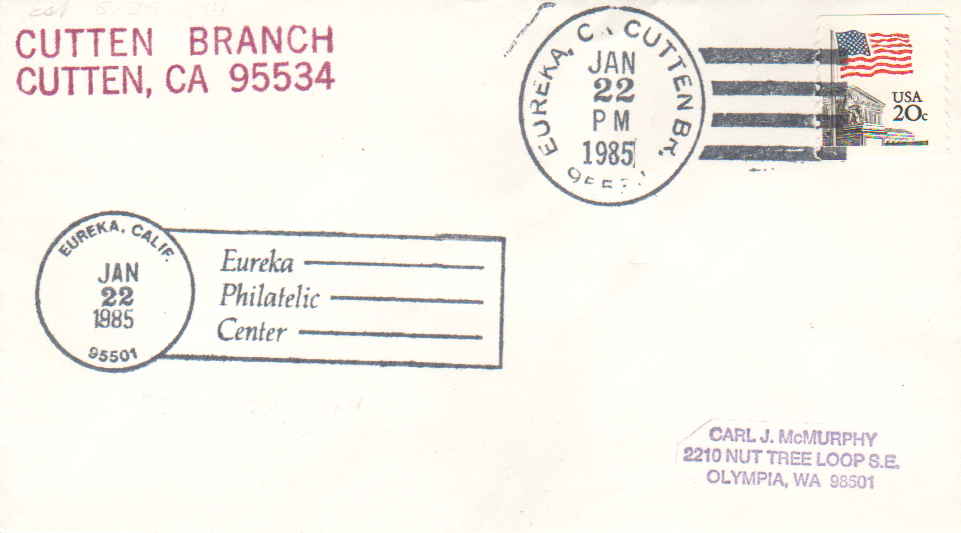 CUTTEN BRANCH
CUTTEN, CA 95534
EUREKA, CA CUTTEN Br.
JAN
22
PM
1985
USA
20c
EUREKA, CALIF.
JAN
22
1985
95501
Eureka
Philatelic
Center
CARL J. McMURPHY
2210 NUT TREE LOOP S.E.
OLYMPIA, WA 98501